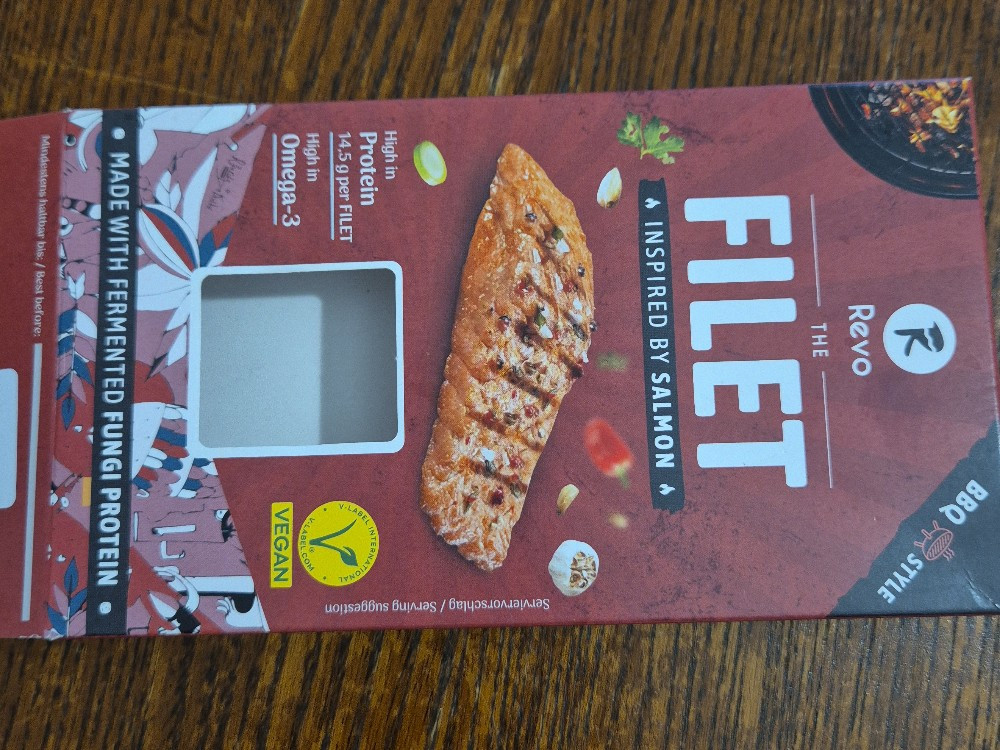 R
Revo
THE
FILET
INSPIRED BY SALMON
BBQ STYLE
High in
Protein
14,5 g per FILET
High in
Omega-3
V-LABEL INTERNATIONAL
V-LABEL.COM
®
VEGAN
Serviervorschlag / Serving suggestion
• MADE WITH FERMENTED FUNGI PROTEIN •
Mindestens haltbar bis: / Best before: